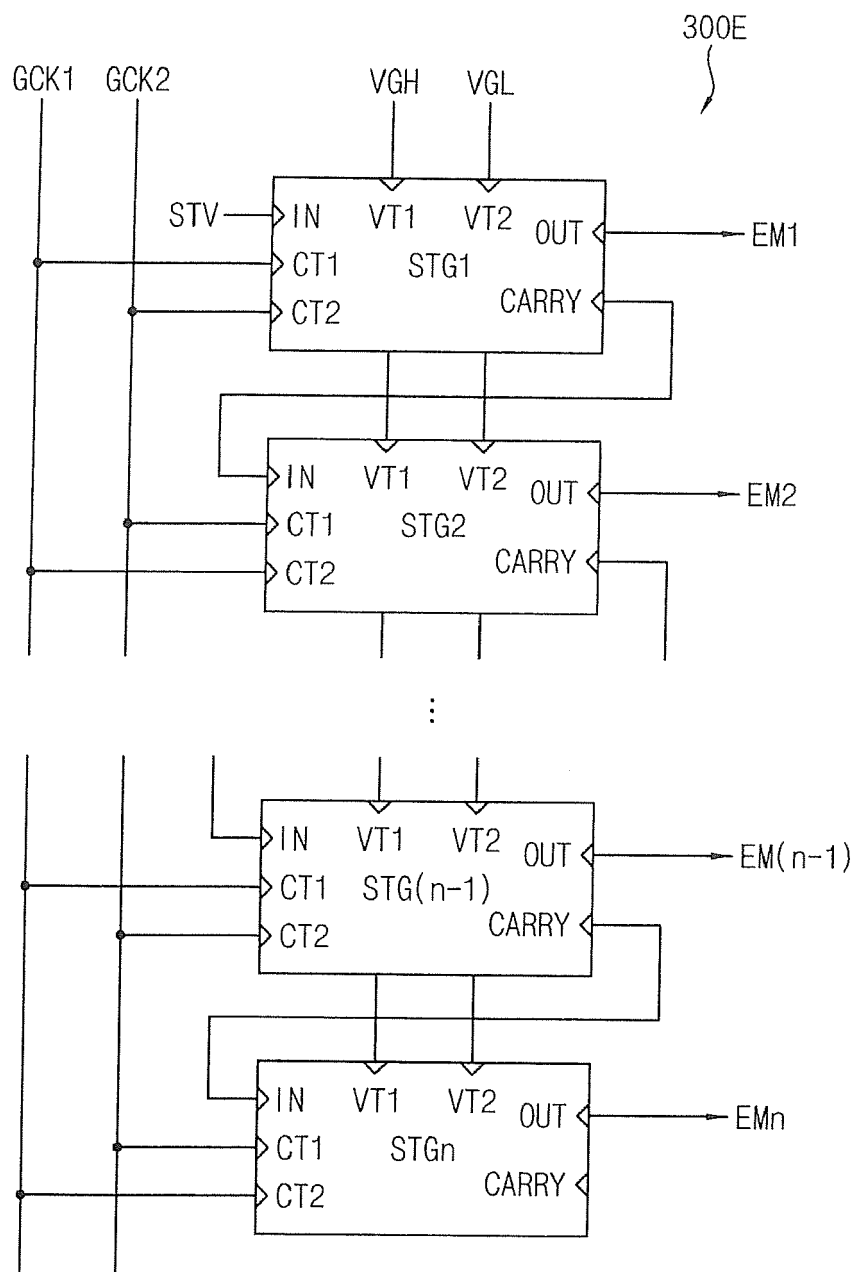 300E
GCK1 GCK2 VGH VGL
STV IN VT1 VT2 OUT EM1
CT1 STG1
CT2 CARRY
IN VT1 VT2 OUT EM2
CT1 STG2
CT2 CARRY
⋮
IN VT1 VT2 OUT EM(n-1)
CT1 STG(n-1)
CT2 CARRY
IN VT1 VT2 OUT EMn
CT1 STGn
CT2 CARRY